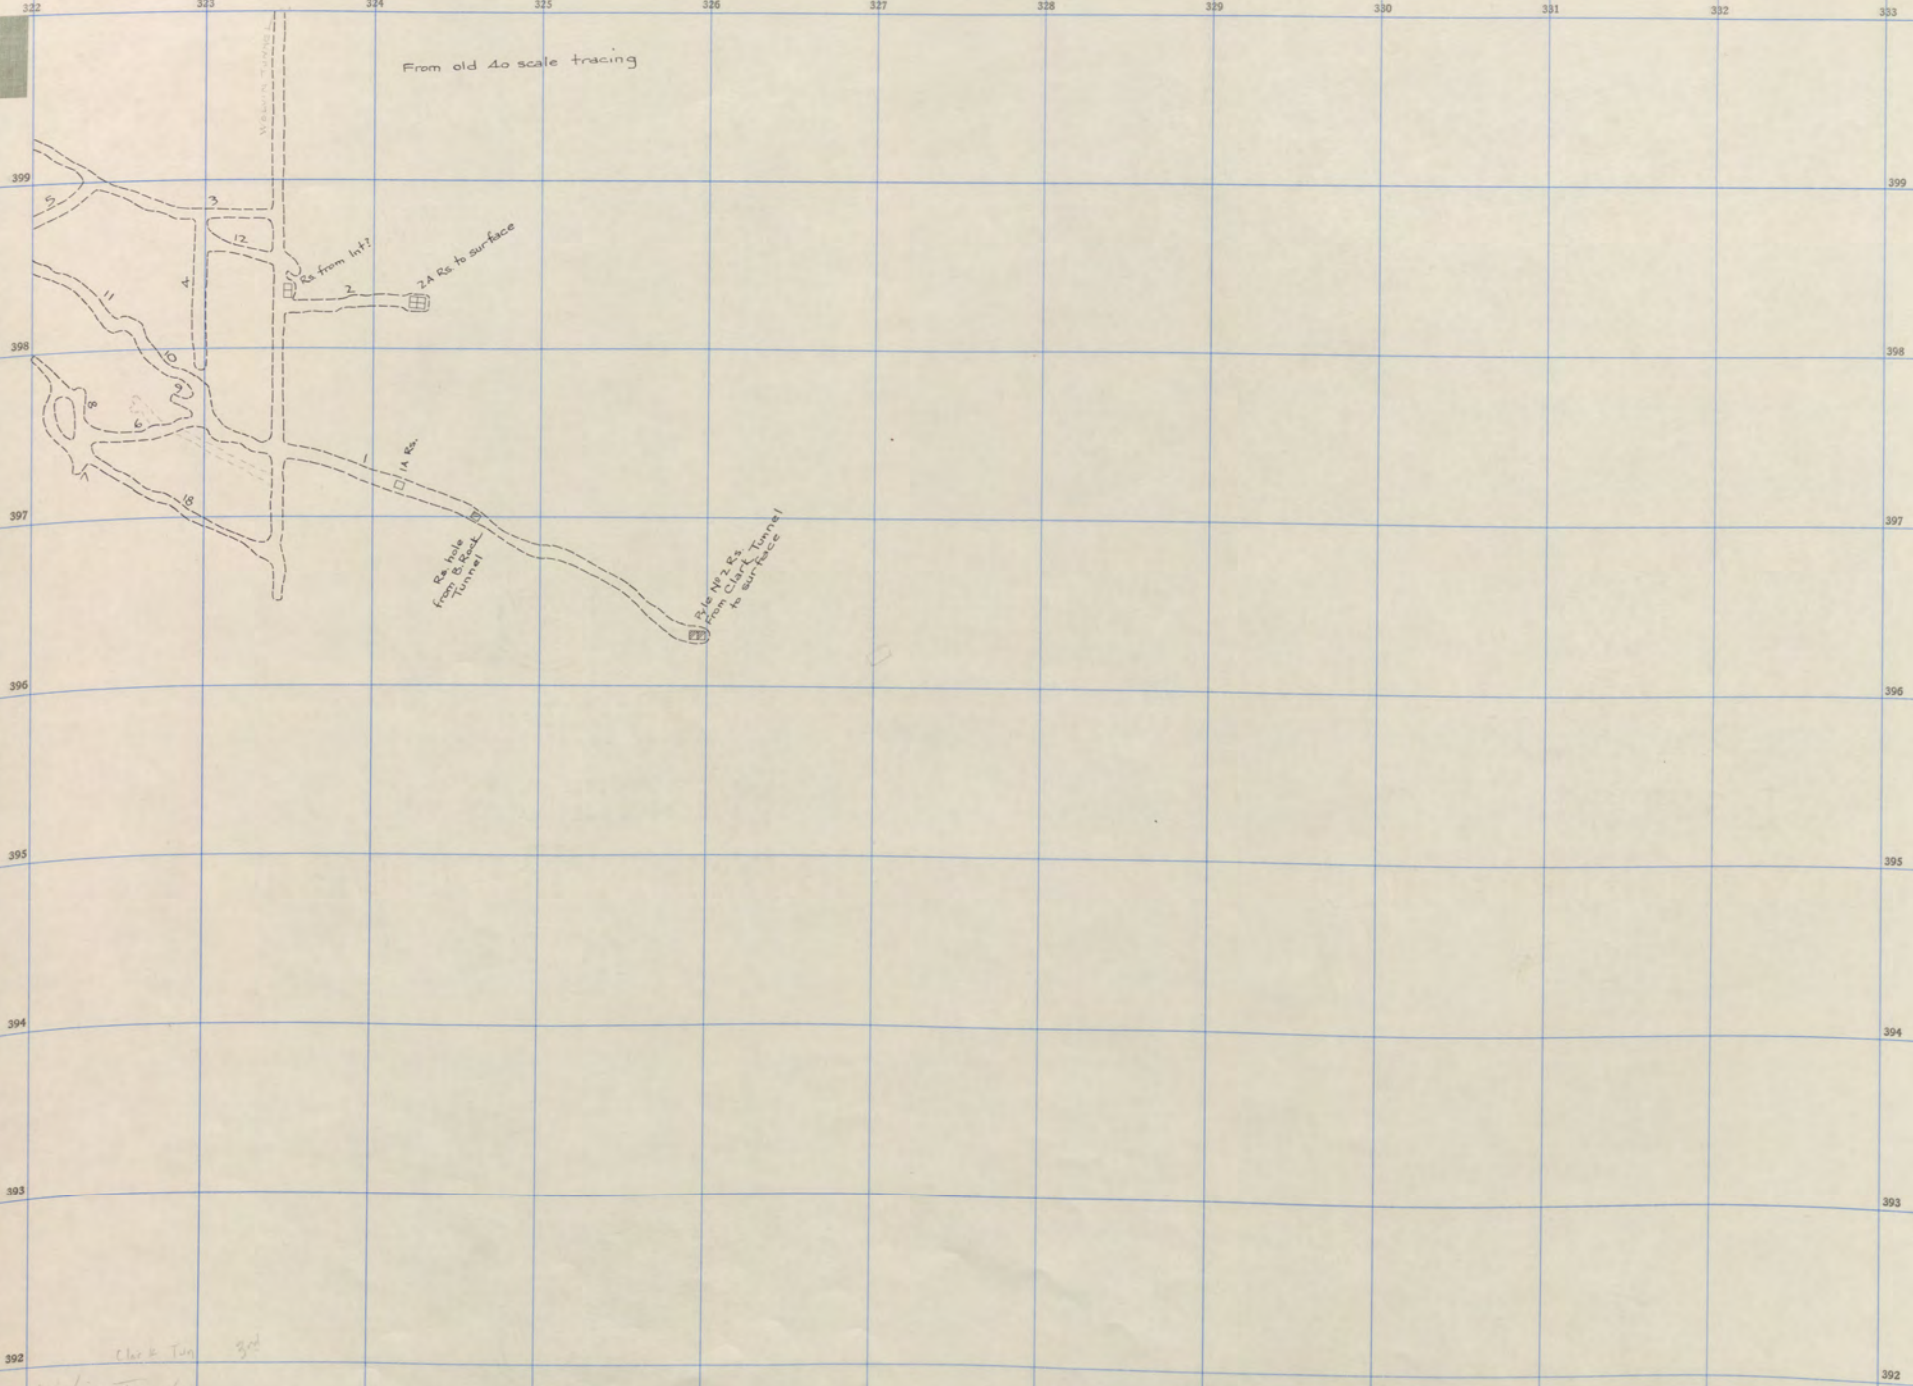 322 323 324 325 326 327 328 329 330 331 332 333
From old 40 scale tracing
399 399
5
3
12
4
Rs from Int?
2
2A Rs. to surface
11
398 398
10
9
8
6
7
1
1A Rs.
18
397 397
Rs. hole
from B. Rock
Tunnel
Pyle No 2 Rs.
From Clark Tunnel
to surface
396 396
395 395
394 394
393 393
392 392
3rd